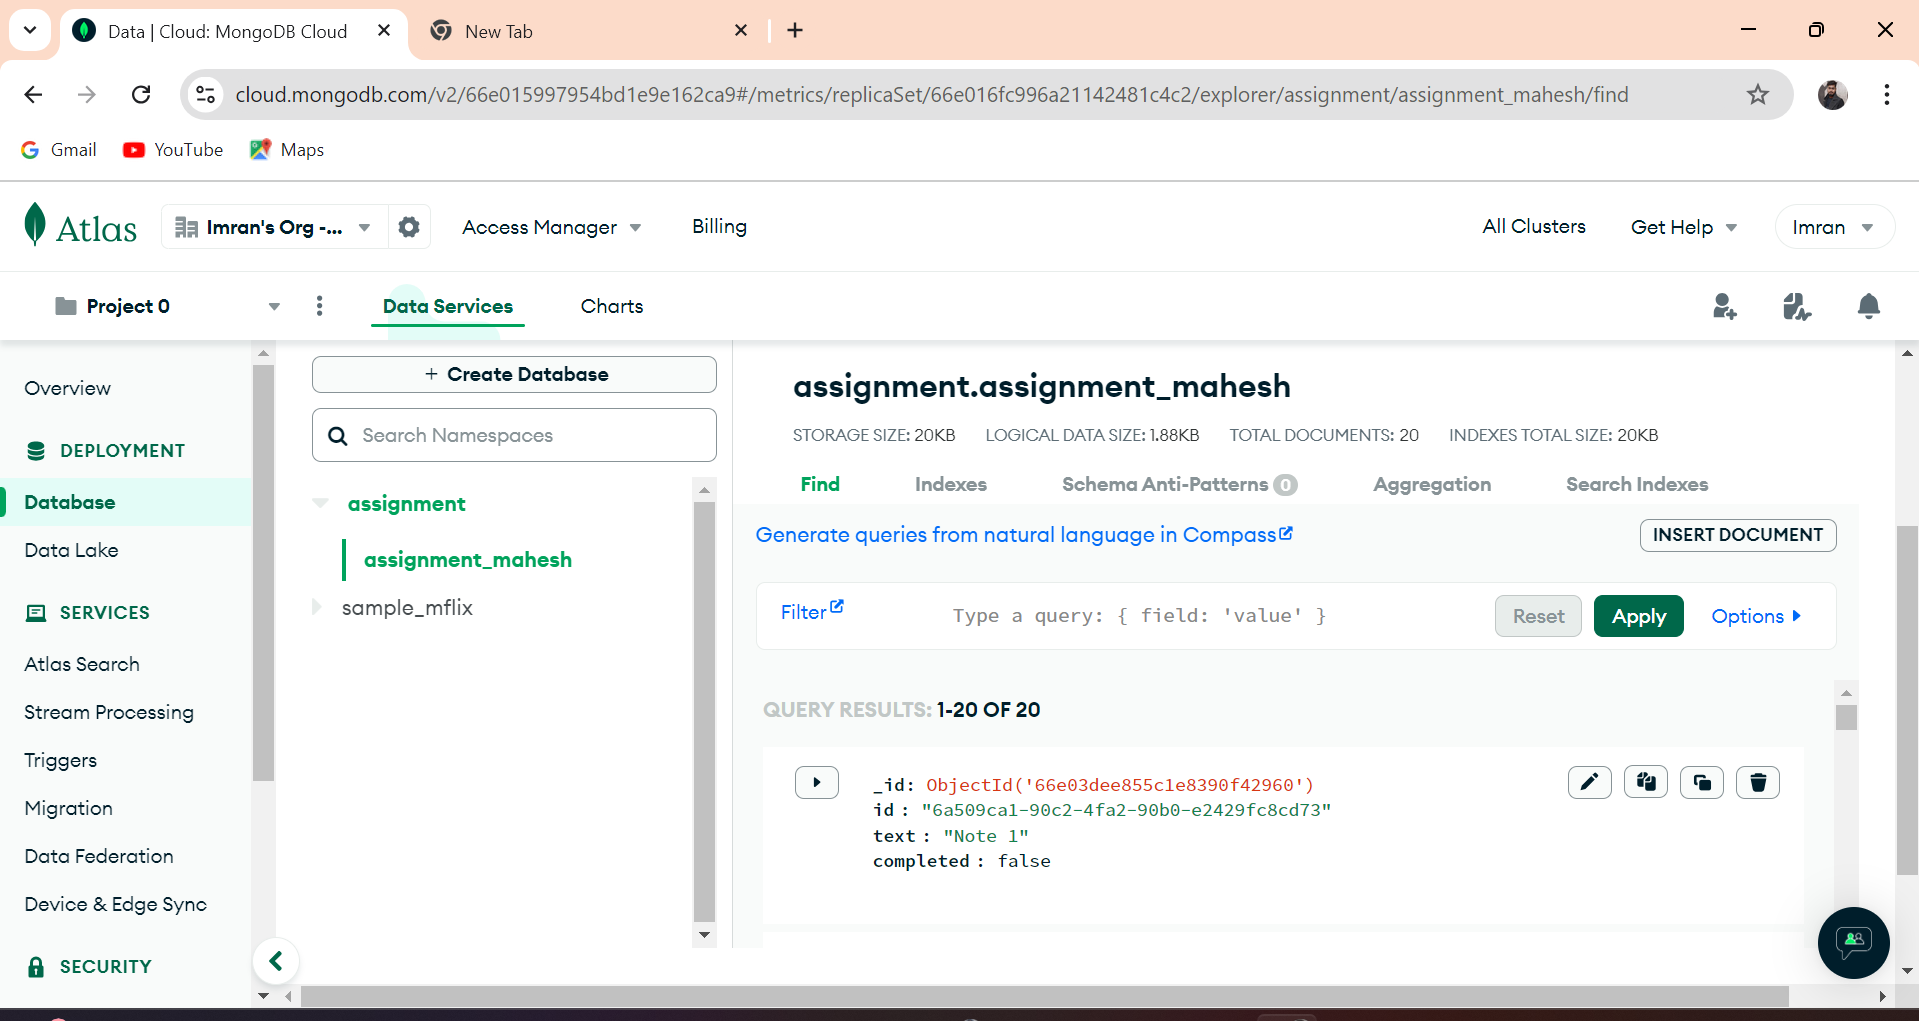 Data | Cloud: MongoDB Cloud
New Tab
cloud.mongodb.com/v2/66e015997954bd1e9e162ca9#/metrics/replicaSet/66e016fc996a21142481c4c2/explorer/assignment/assignment_mahesh/find
Gmail YouTube Maps
Atlas Imran's Org -... Access Manager Billing All Clusters Get Help Imran
Project 0 Data Services Charts
Overview
DEPLOYMENT
Database
Data Lake
SERVICES
Atlas Search
Stream Processing
Triggers
Migration
Data Federation
Device & Edge Sync
SECURITY
+ Create Database
Search Namespaces
assignment
assignment_mahesh
sample_mflix
assignment.assignment_mahesh
STORAGE SIZE: 20KB LOGICAL DATA SIZE: 1.88KB TOTAL DOCUMENTS: 20 INDEXES TOTAL SIZE: 20KB
Find Indexes Schema Anti-Patterns 0 Aggregation Search Indexes
Generate queries from natural language in Compass INSERT DOCUMENT
Filter Type a query: { field: 'value' } Reset Apply Options
QUERY RESULTS: 1-20 OF 20
_id: ObjectId('66e03dee855c1e8390f42960')
id : "6a509ca1-90c2-4fa2-90b0-e2429fc8cd73"
text : "Note 1"
completed : false